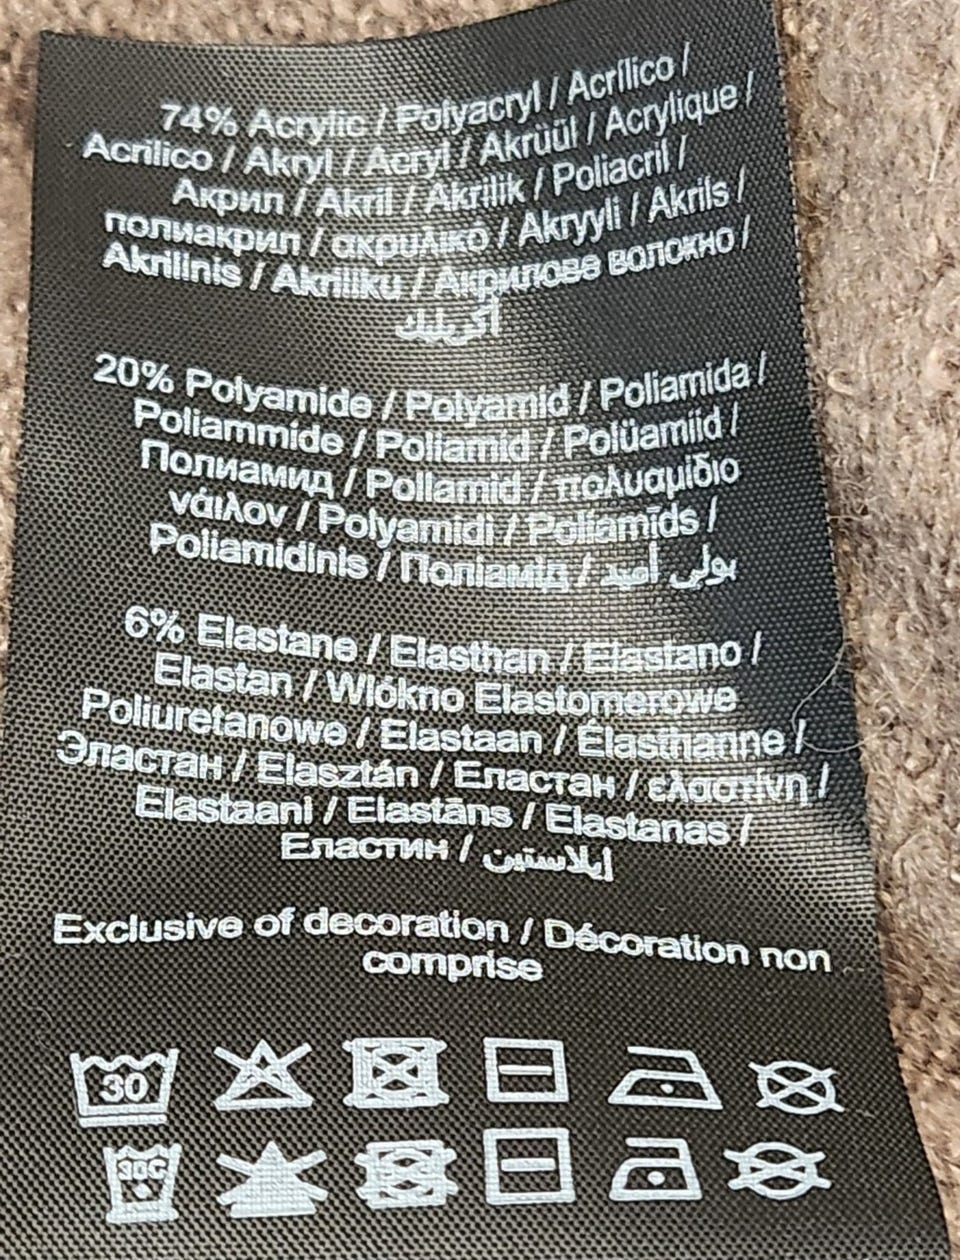 74% Acrylic / Polyacryl / Acrílico /
Acrilico / Akryl / Acryl / Akrüül / Acrylique /
Акрил / Akril / Akrilik / Poliacril /
полиакрил / ακρυλικό / Akryyli / Akrils /
Akrilinis / Akriliku / Акрилове волокно /
أكريليك
20% Polyamide / Polyamid / Poliamida /
Poliammíde / Poliamid / Polüamiid /
Полиамид / Poliamid / πολυαμίδιο
νάιλον / Polyamidi / Poliamīds /
Poliamidinis / Поліамід / بولي أميد
6% Elastane / Elasthan / Elastano /
Elastan / Wlókno Elastomerowe
Poliuretanowe / Elastaan / Élasthanne /
Эластан / Elasztán / Еластан / ελαστίνη /
Elastaani / Elastāns / Elastanas /
Еластин / إيلاستين
Exclusive of decoration / Décoration non
comprise
30
30C